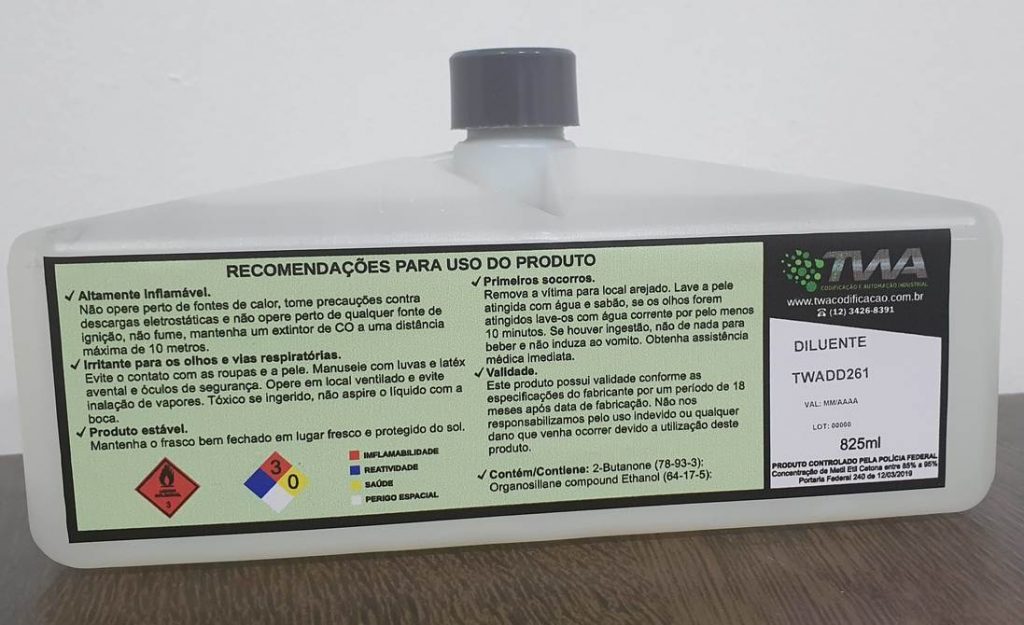 RECOMENDAÇÕES PARA USO DO PRODUTO
✓ Altamente Inflamável.
Não opere perto de fontes de calor, tome precauções contra
descargas eletrostáticas e não opere perto de qualquer fonte de
ignição, não fume, mantenha um extintor de CO a uma distância
máxima de 10 metros.
✓ Irritante para os olhos e vias respiratórias.
Evite o contato com as roupas e a pele. Manuseie com luvas e latéx
avental e óculos de segurança. Opere em local ventilado e evite
inalação de vapores. Tóxico se ingerido, não aspire o líquido com a
boca.
✓ Produto estável.
Mantenha o frasco bem fechado em lugar fresco e protegido do sol.
3
3
0
IMFLAMABILIDADE
REATIVIDADE
SAÚDE
PERIGO ESPACIAL
✓ Primeiros socorros.
Remova a vítima para local arejado. Lave a pele
atingida com água e sabão, se os olhos forem
atingidos lave-os com água corrente por pelo menos
10 minutos. Se houver ingestão, não de nada para
beber e não induza ao vomito. Obtenha assistência
médica imediata.
✓ Validade.
Este produto possui validade conforme as
especificações do fabricante por um período de 18
meses após data de fabricação. Não nos
responsabilizamos pelo uso indevido ou qualquer
dano que venha ocorrer devido a utilização deste
produto.
✓ Contém/Contiene: 2-Butanone (78-93-3):
Organosillane compound Ethanol (64-17-5):
TWA
CODIFICAÇÃO E AUTOMAÇÃO INDUSTRIAL
www.twacodificacao.com.br
☎ (12) 3426-8391
DILUENTE
TWADD261
VAL: MM/AAAA
LOT: 00000
825ml
PRODUTO CONTROLADO PELA POLÍCIA FEDERAL
Concentração de Metil Etil Cetona entre 85% a 95%
Portaria Federal 240 de 12/03/2019